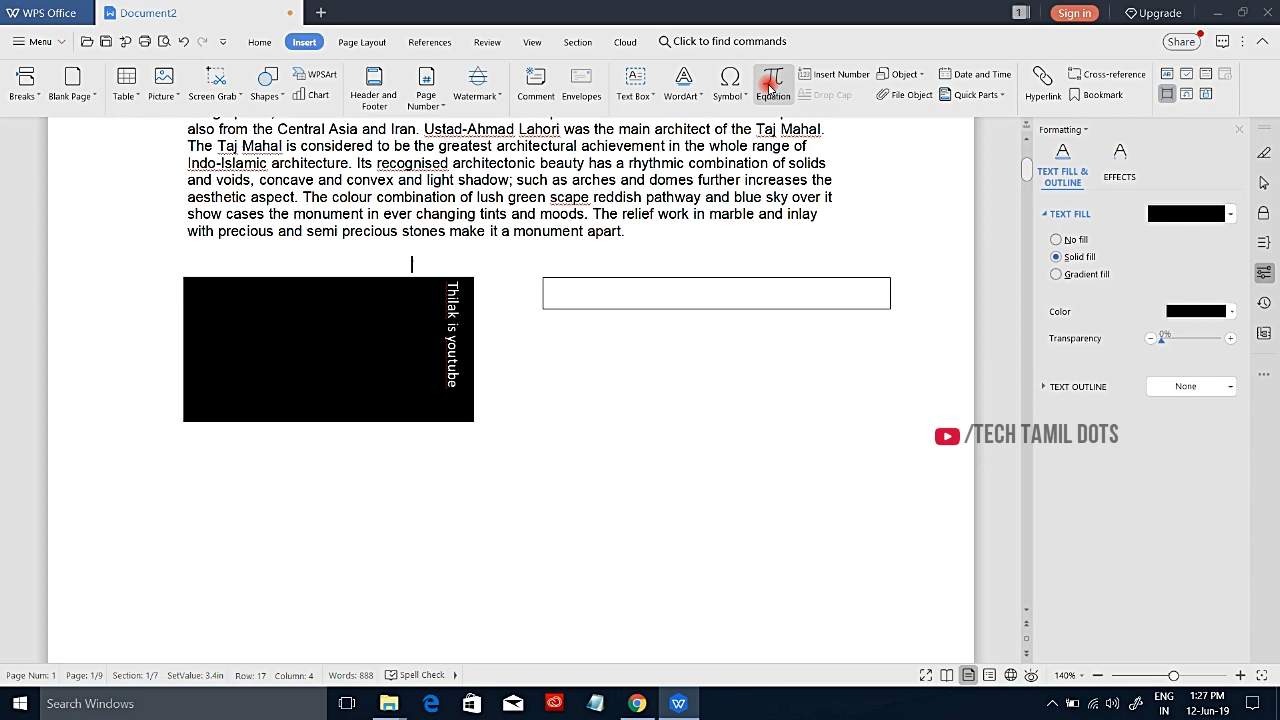 WPS Office
Document2
1
Sign in
Upgrade
Menu
Home
Insert
Page Layout
References
Review
View
Section
Cloud
Click to find commands
Share
Breaks
Blank Page
Table
Picture
Screen Grab
Shapes
WPSArt
Chart
Header and Footer
Page Number
Watermark
Comment
Envelopes
Text Box
WordArt
Symbol
Equation
Insert Number
Drop Cap
Object
File Object
Date and Time
Quick Parts
Hyperlink
Cross-reference
Bookmark
also from the Central Asia and Iran. Ustad-Ahmad Lahori was the main architect of the Taj Mahal.
The Taj Mahal is considered to be the greatest architectural achievement in the whole range of
Indo-Islamic architecture. Its recognised architectonic beauty has a rhythmic combination of solids
and voids, concave and convex and light shadow; such as arches and domes further increases the
aesthetic aspect. The colour combination of lush green scape reddish pathway and blue sky over it
show cases the monument in ever changing tints and moods. The relief work in marble and inlay
with precious and semi precious stones make it a monument apart.
Thilak is youtube
Formatting
TEXT FILL & OUTLINE
EFFECTS
TEXT FILL
No fill
Solid fill
Gradient fill
Color
Transparency
0%
TEXT OUTLINE
None
/TECH TAMIL DOTS
Page Num: 1
Page: 1/9
Section: 1/7
SetValue: 3.4in
Row:
Column: 4
Words: 888
Spell Check
140%
Search Windows
ENG
IN
1:27 PM
12-Jun-19